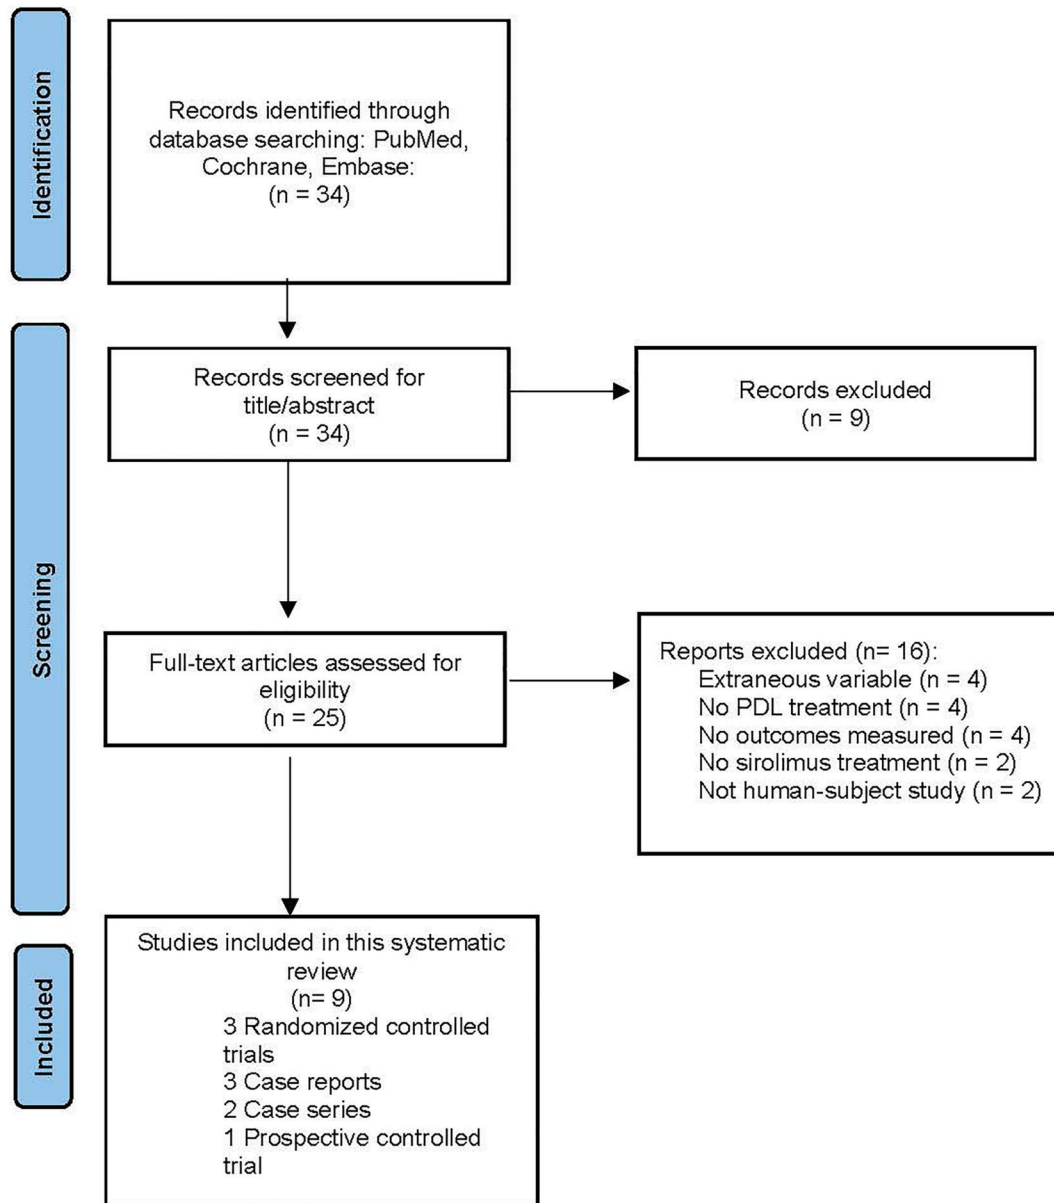 Identification
Records identified through
database searching: PubMed,
Cochrane, Embase:
(n = 34)
Screening
Records screened for
title/abstract
(n = 34)
Records excluded
(n = 9)
Full-text articles assessed for
eligibility
(n = 25)
Reports excluded (n= 16):
Extraneous variable (n = 4)
No PDL treatment (n = 4)
No outcomes measured (n = 4)
No sirolimus treatment (n = 2)
Not human-subject study (n = 2)
Included
Studies included in this systematic
review
(n= 9)
3 Randomized controlled
trials
3 Case reports
2 Case series
1 Prospective controlled
trial